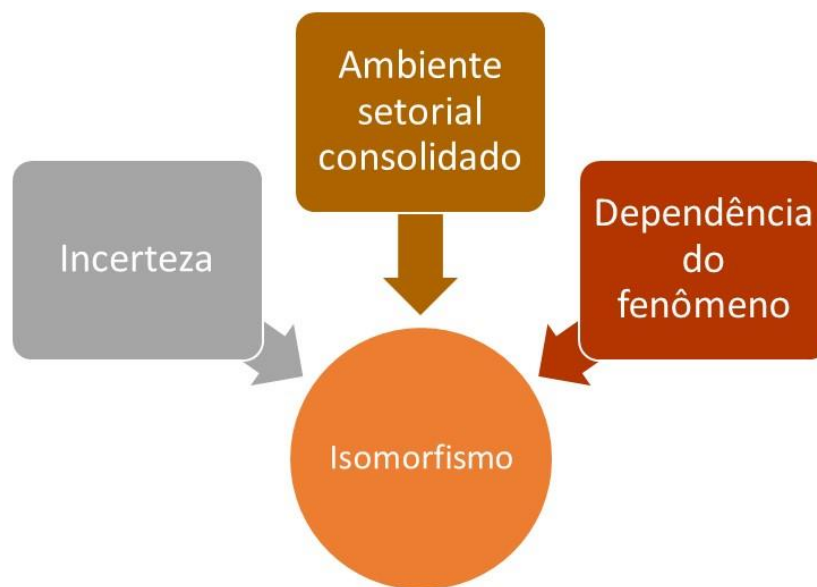 Ambiente
setorial
consolidado
Incerteza
Dependência
do
fenômeno
Isomorfismo